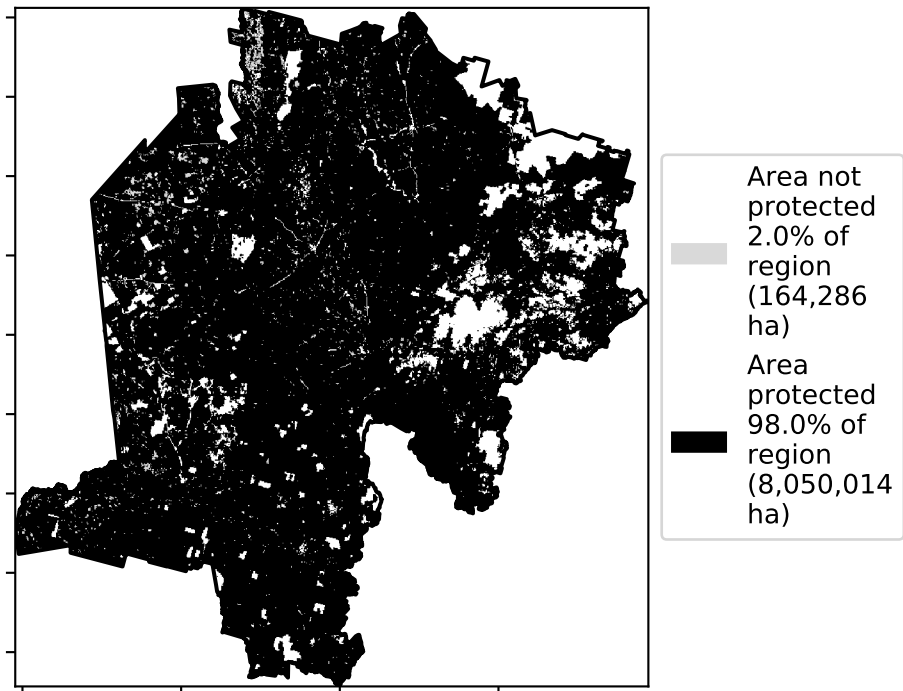 Area not
protected
2.0% of
region
(164,286
ha)
Area
protected
98.0% of
region
(8,050,014
ha)